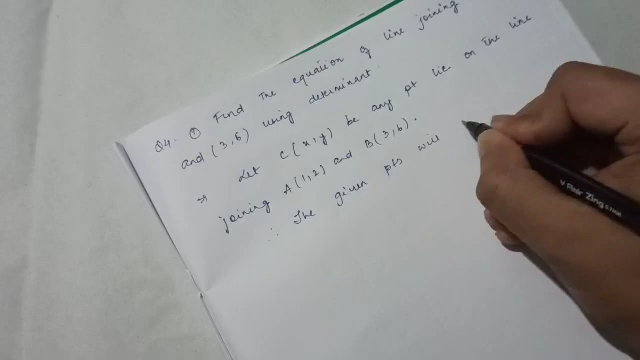 Q4. ① Find the equation of line joining
and (3,6) using determinant.
→ Let C(x,y) be any pt lie on the line
joining A(1,2) and B(3,6).
∴ The given pts will
Flair Zing